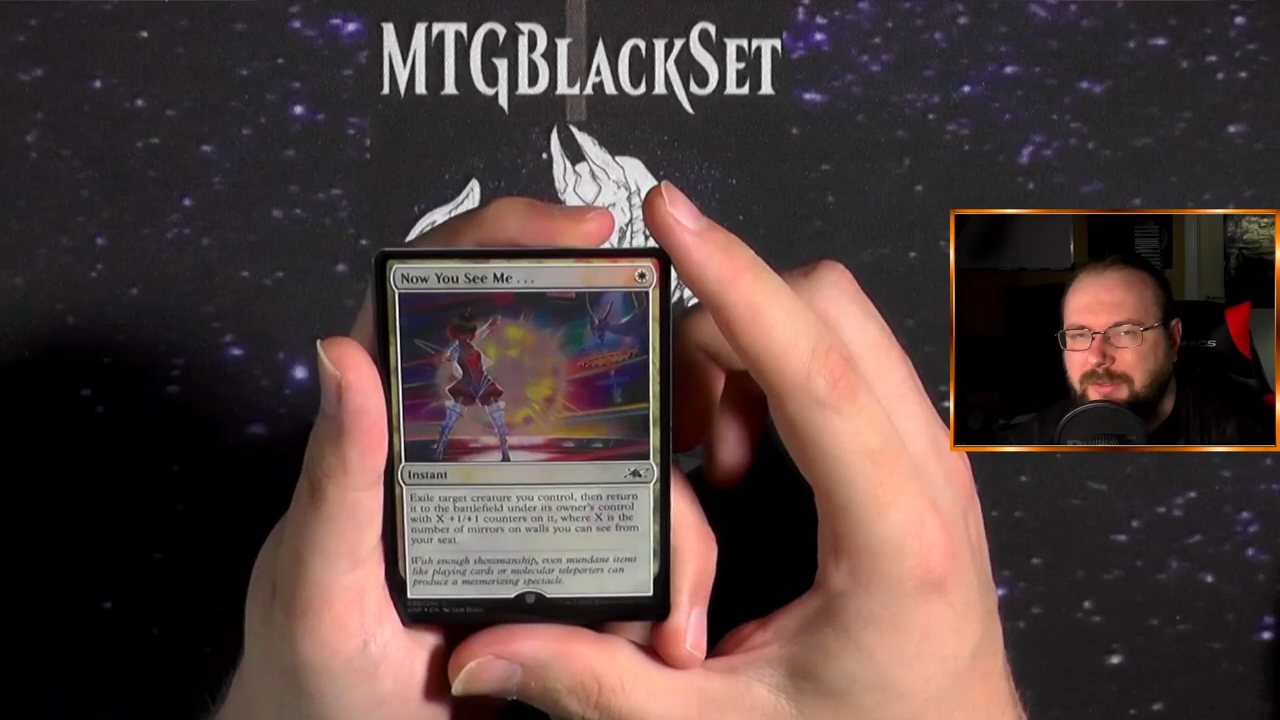 MTGBLACKSET
Now You See Me . . .
Instant
Exile target creature you control, then return
it to the battlefield under its owner's control
with X +1/+1 counters on it, where X is the
number of mirrors on walls you can see from
your seat.
With enough showmanship, even mundane items
like playing cards or molecular teleporters can
produce a mesmerizing spectacle.